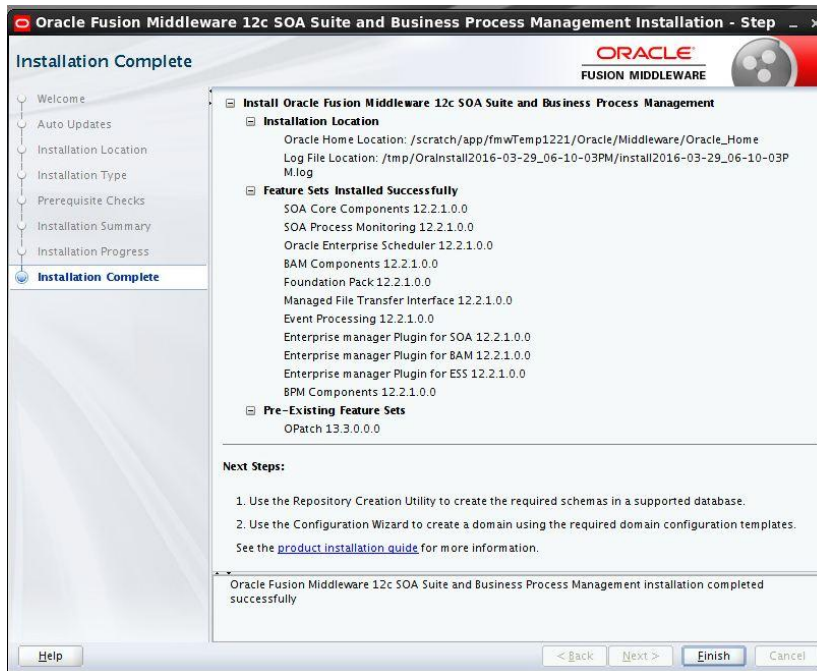 Oracle Fusion Middleware 12c SOA Suite and Business Process Management Installation - Step
Installation Complete
ORACLE
FUSION MIDDLEWARE
Welcome
Auto Updates
Installation Location
Installation Type
Prerequisite Checks
Installation Summary
Installation Progress
Installation Complete
Install Oracle Fusion Middleware 12c SOA Suite and Business Process Management
Installation Location
Oracle Home Location: /scratch/app/fmwTemp1221/Oracle/Middleware/Oracle_Home
Log File Location: /tmp/OraInstall2016-03-29_06-10-03PM/install2016-03-29_06-10-03P
M.log
Feature Sets Installed Successfully
SOA Core Components 12.2.1.0.0
SOA Process Monitoring 12.2.1.0.0
Oracle Enterprise Scheduler 12.2.1.0.0
BAM Components 12.2.1.0.0
Foundation Pack 12.2.1.0.0
Managed File Transfer Interface 12.2.1.0.0
Event Processing 12.2.1.0.0
Enterprise manager Plugin for SOA 12.2.1.0.0
Enterprise manager Plugin for BAM 12.2.1.0.0
Enterprise manager Plugin for ESS 12.2.1.0.0
BPM Components 12.2.1.0.0
Pre-Existing Feature Sets
OPatch 13.3.0.0.0
Next Steps:
1. Use the Repository Creation Utility to create the required schemas in a supported database.
2. Use the Configuration Wizard to create a domain using the required domain configuration templates.
See the product installation guide for more information.
Oracle Fusion Middleware 12c SOA Suite and Business Process Management installation completed
successfully
Help
< Back
Next >
Finish
Cancel